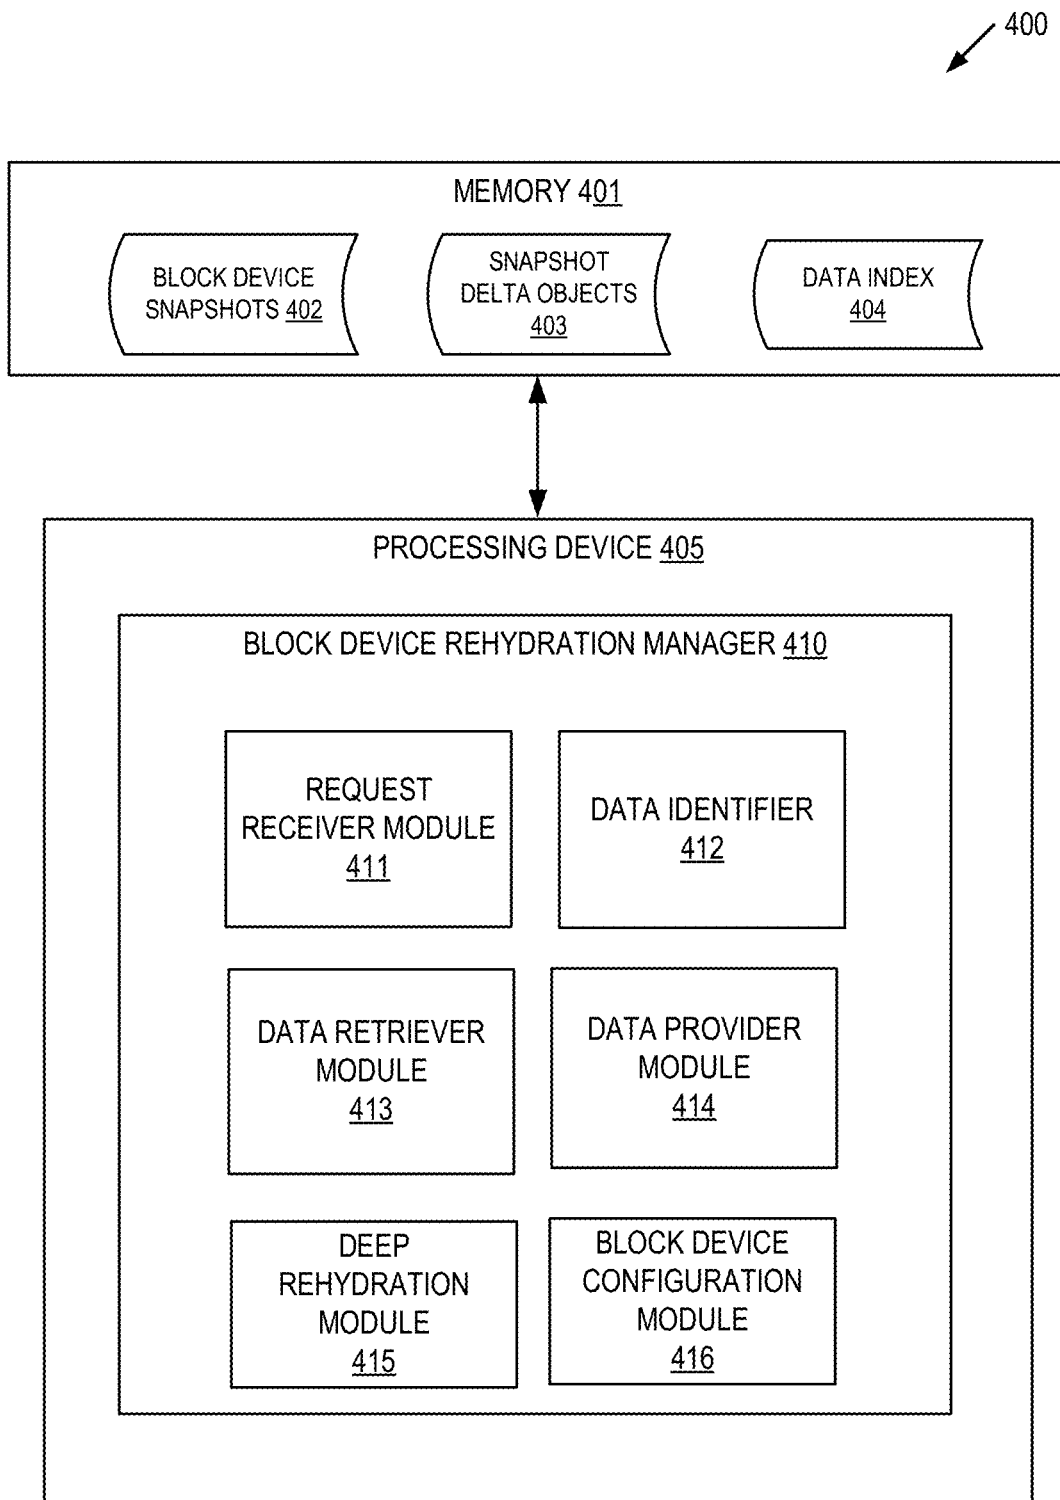 400
MEMORY 401
BLOCK DEVICE
SNAPSHOTS 402
SNAPSHOT
DELTA OBJECTS
403
DATA INDEX
404
PROCESSING DEVICE 405
BLOCK DEVICE REHYDRATION MANAGER 410
REQUEST
RECEIVER MODULE
411
DATA IDENTIFIER
412
DATA RETRIEVER
MODULE
413
DATA PROVIDER
MODULE
414
DEEP
REHYDRATION
MODULE
415
BLOCK DEVICE
CONFIGURATION
MODULE
416